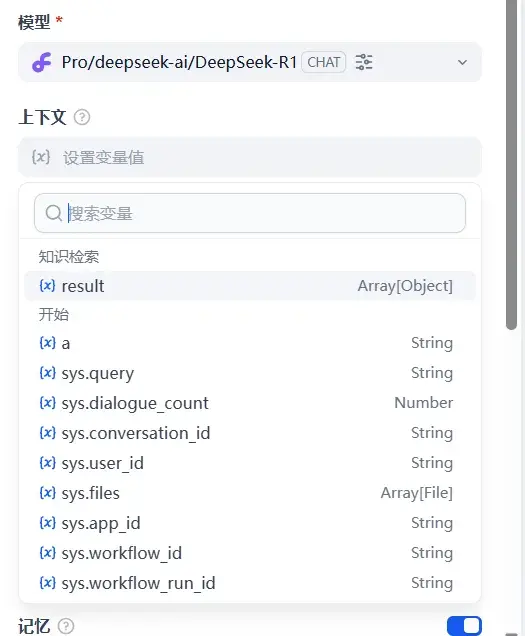 模型 *
Pro/deepseek-ai/DeepSeek-R1 CHAT
上下文
{x} 设置变量值
搜索变量
知识检索
{x} result Array[Object]
开始
{x} a String
{x} sys.query String
{x} sys.dialogue_count Number
{x} sys.conversation_id String
{x} sys.user_id String
{x} sys.files Array[File]
{x} sys.app_id String
{x} sys.workflow_id String
{x} sys.workflow_run_id String
记忆